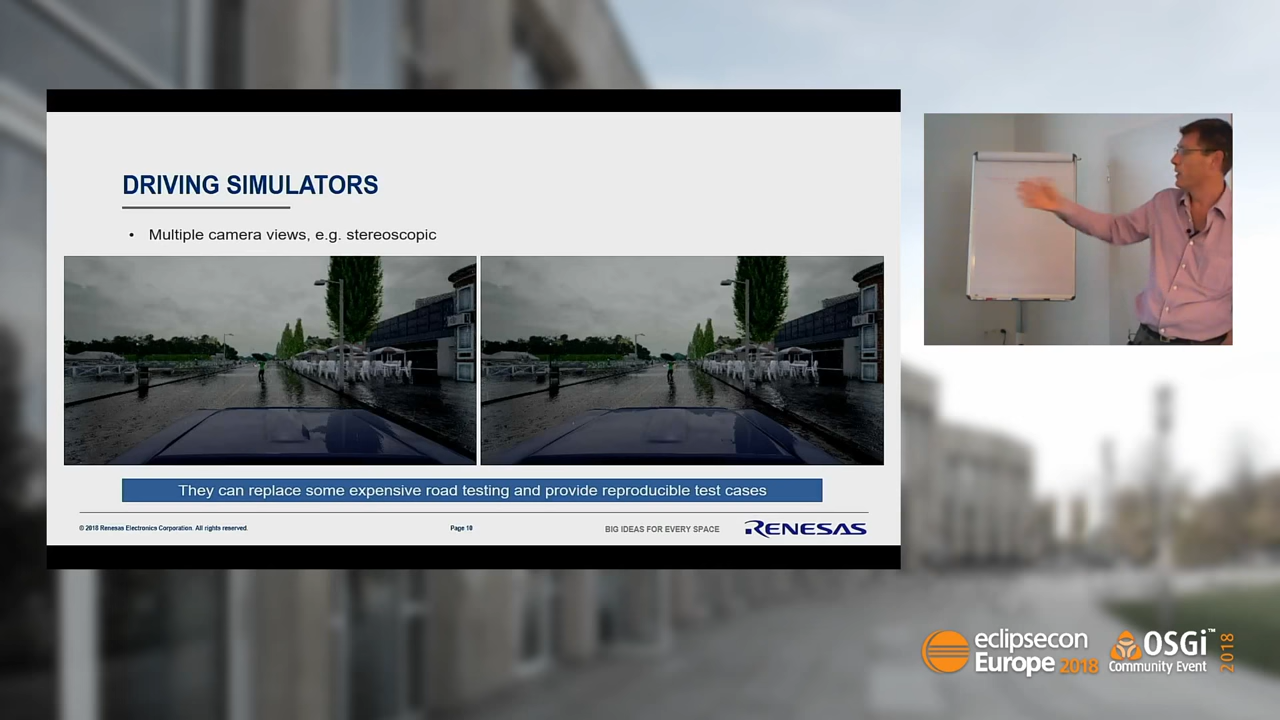 DRIVING SIMULATORS
• Multiple camera views, e.g. stereoscopic
They can replace some expensive road testing and provide reproducible test cases
© 2018 Renesas Electronics Corporation. All rights reserved.
Page 10
BIG IDEAS FOR EVERY SPACE
RENESAS
eclipsecon
Europe 2018
OSGi™
Community Event
2018